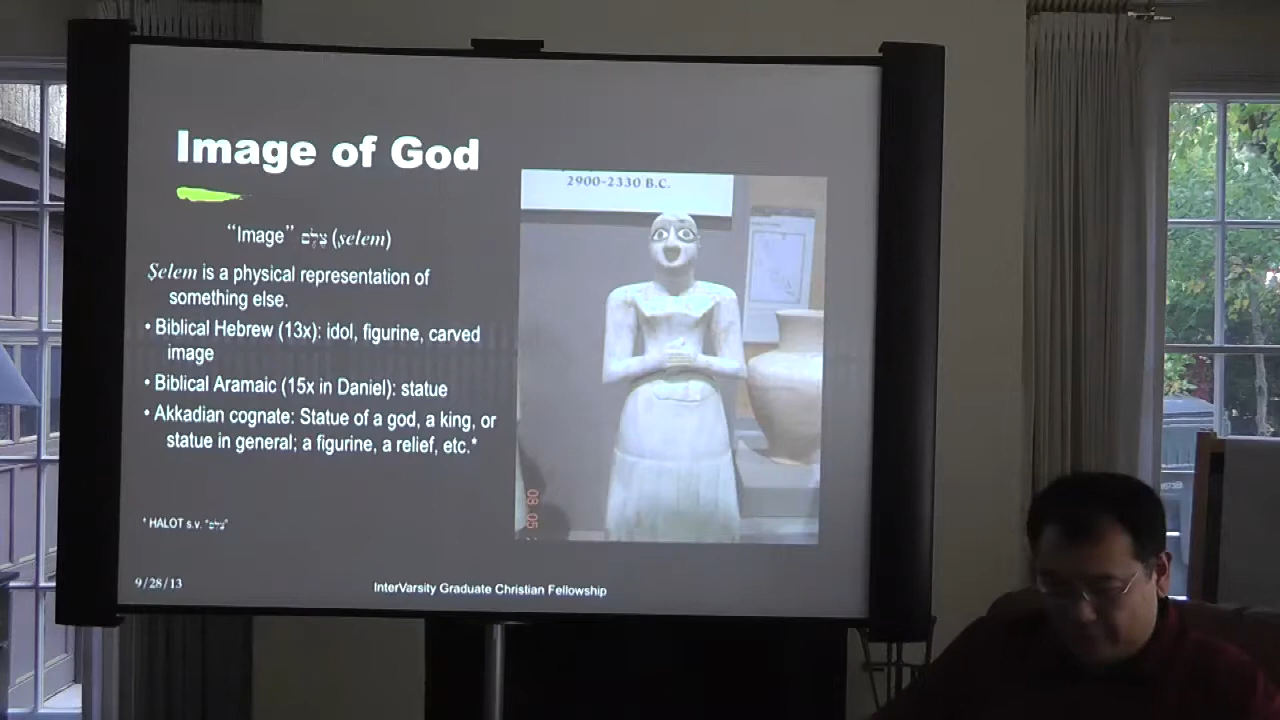 Image of God
2900-2330 B.C.
“Image” צֶלֶם (ṣelem)
Ṣelem is a physical representation of
something else.
• Biblical Hebrew (13x): idol, figurine, carved
image
• Biblical Aramaic (15x in Daniel): statue
• Akkadian cognate: Statue of a god, a king, or
statue in general; a figurine, a relief, etc.*
* HALOT s.v. “צלם”
08 05
9/28/13
InterVarsity Graduate Christian Fellowship